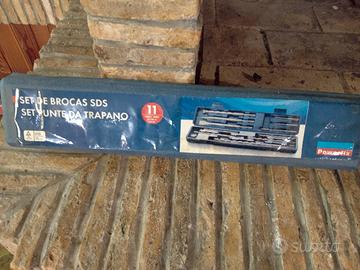 SET DE BROCAS SDS
SET PUNTE DA TRAPANO
11
Powerfix
subito